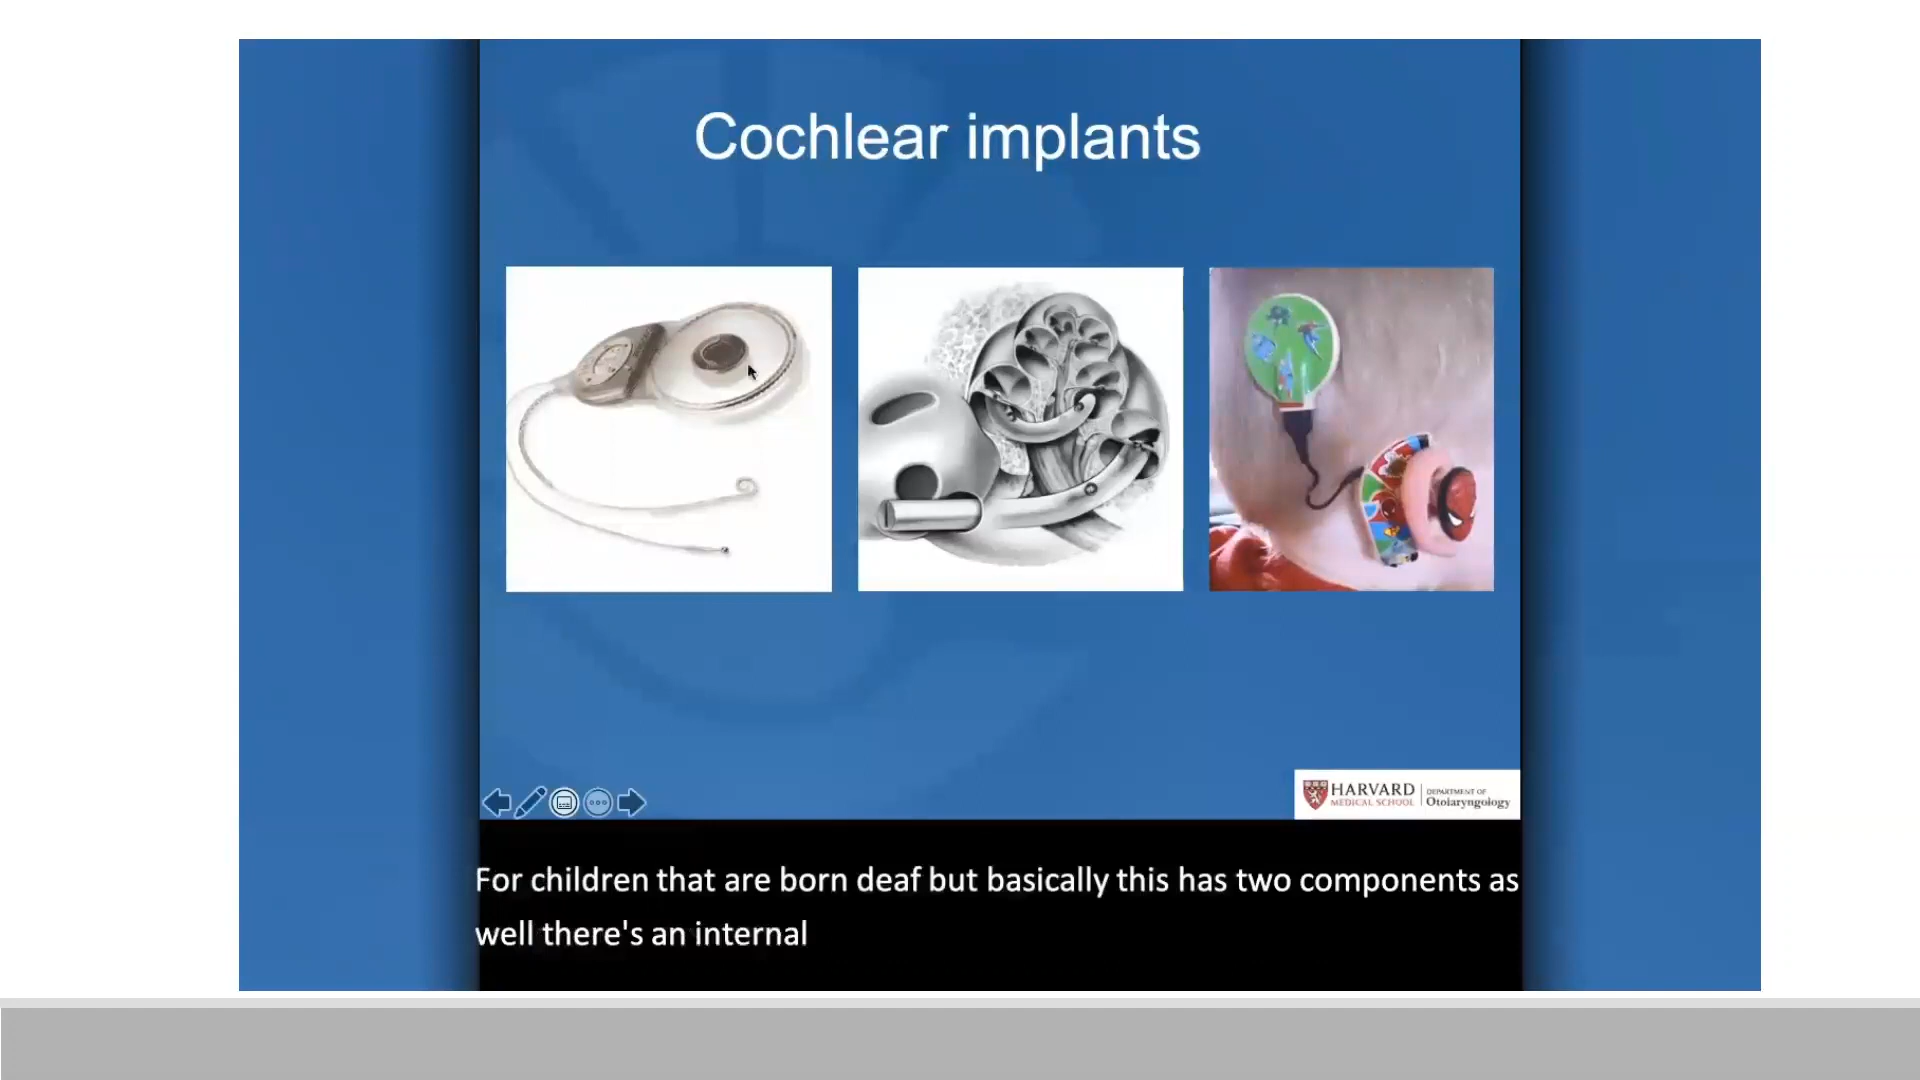 Cochlear implants
HARVARD
MEDICAL SCHOOL
DEPARTMENT OF
Otolaryngology
For children that are born deaf but basically this has two components as
well there's an internal